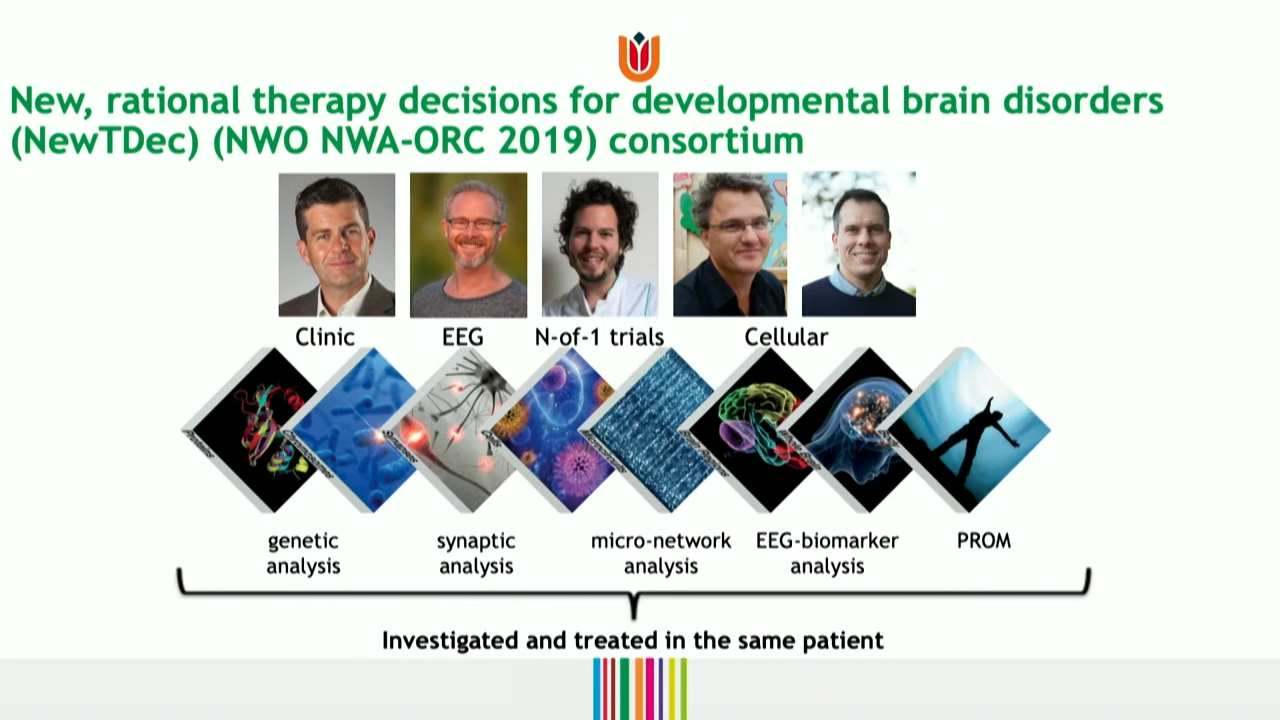 New, rational therapy decisions for developmental brain disorders
(NewTDec) (NWO NWA-ORC 2019) consortium
Clinic EEG N-of-1 trials Cellular
genetic synaptic micro-network EEG-biomarker PROM
analysis analysis analysis analysis
Investigated and treated in the same patient